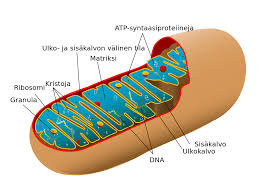 ATP-syntaasiproteiineja
Ulko- ja sisäkalvon välinen tila
Matriksi
Kristoja
Ribosomi
Granula
Sisäkalvo
Ulkokalvo
DNA